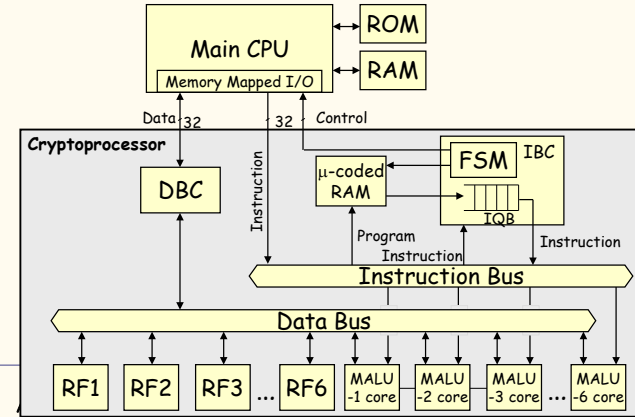 Main CPU
Memory Mapped I/O
ROM
RAM
Data
32
32
Control
Cryptoprocessor
DBC
Instruction
μ-coded
RAM
FSM
IBC
IQB
Program
Instruction
Instruction
Instruction Bus
Data Bus
RF1
RF2
RF3
...
RF6
MALU
-1 core
MALU
-2 core
MALU
-3 core
...
MALU
-6 core